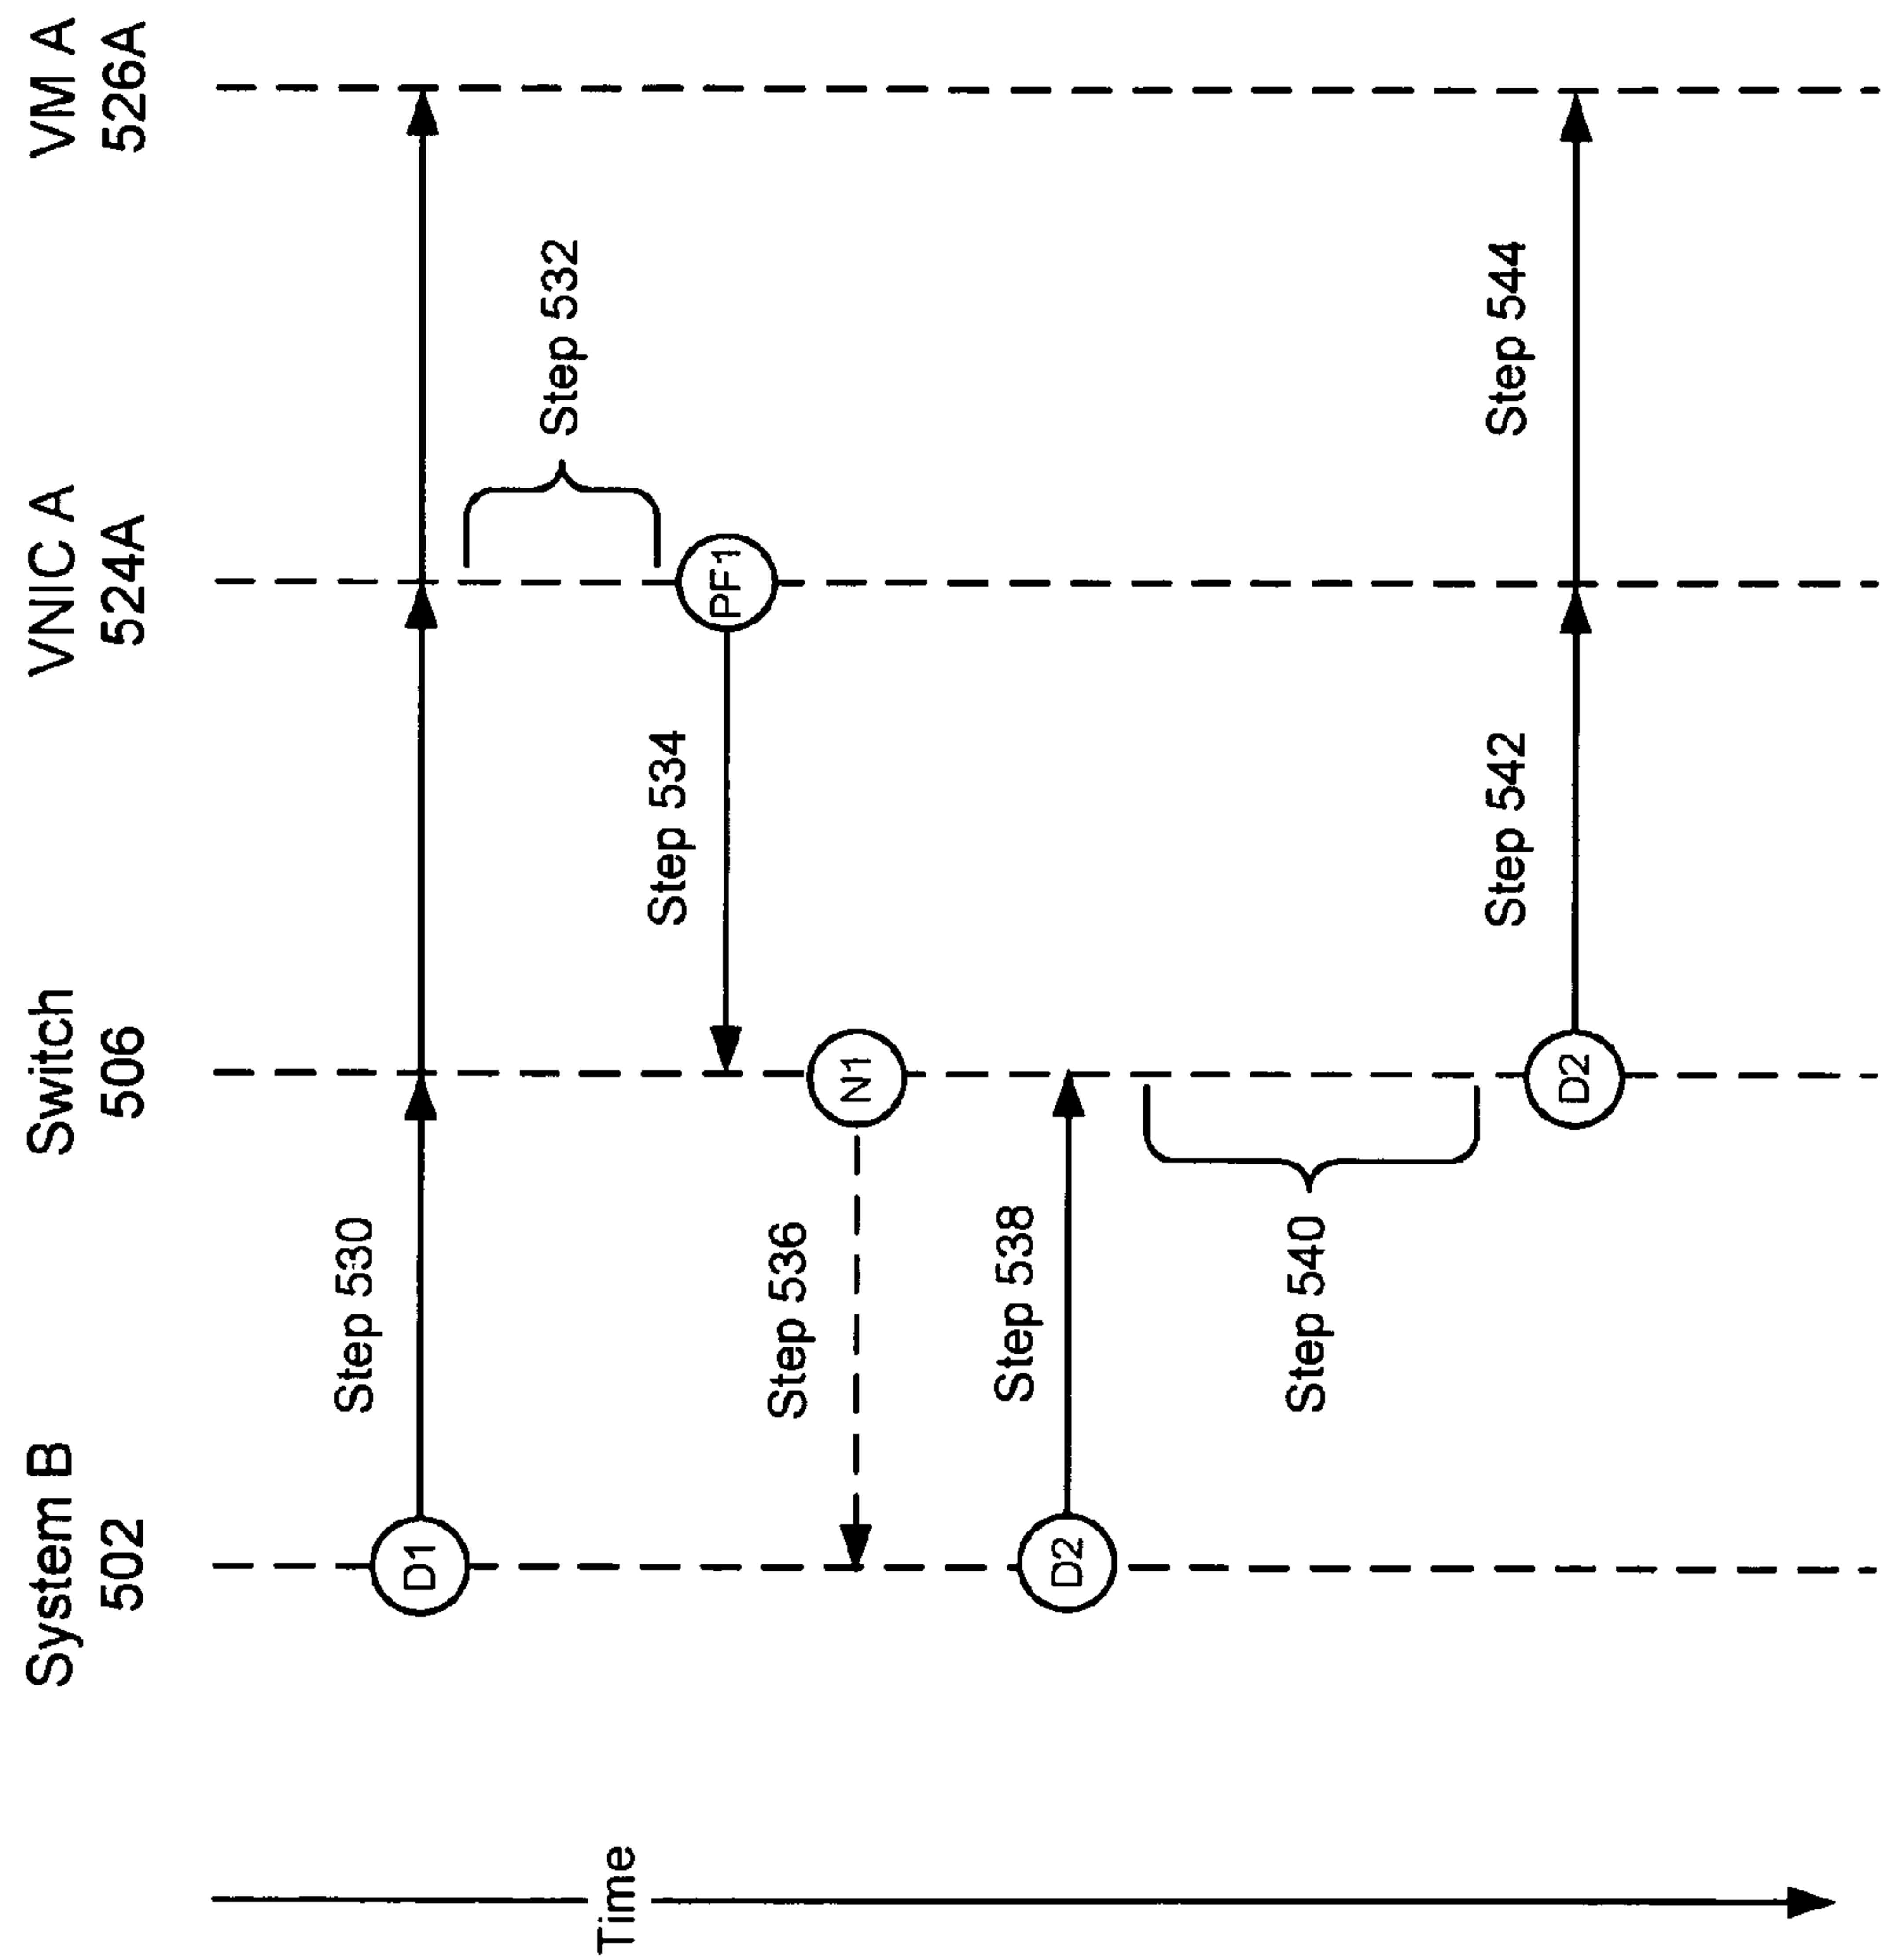 System B
502
Switch
506
VNIC A
524A
VM A
526A
Time
Step 530
D1
Step 532
PF1
Step 534
N1
Step 536
Step 538
D2
Step 540
D2
Step 542
Step 544